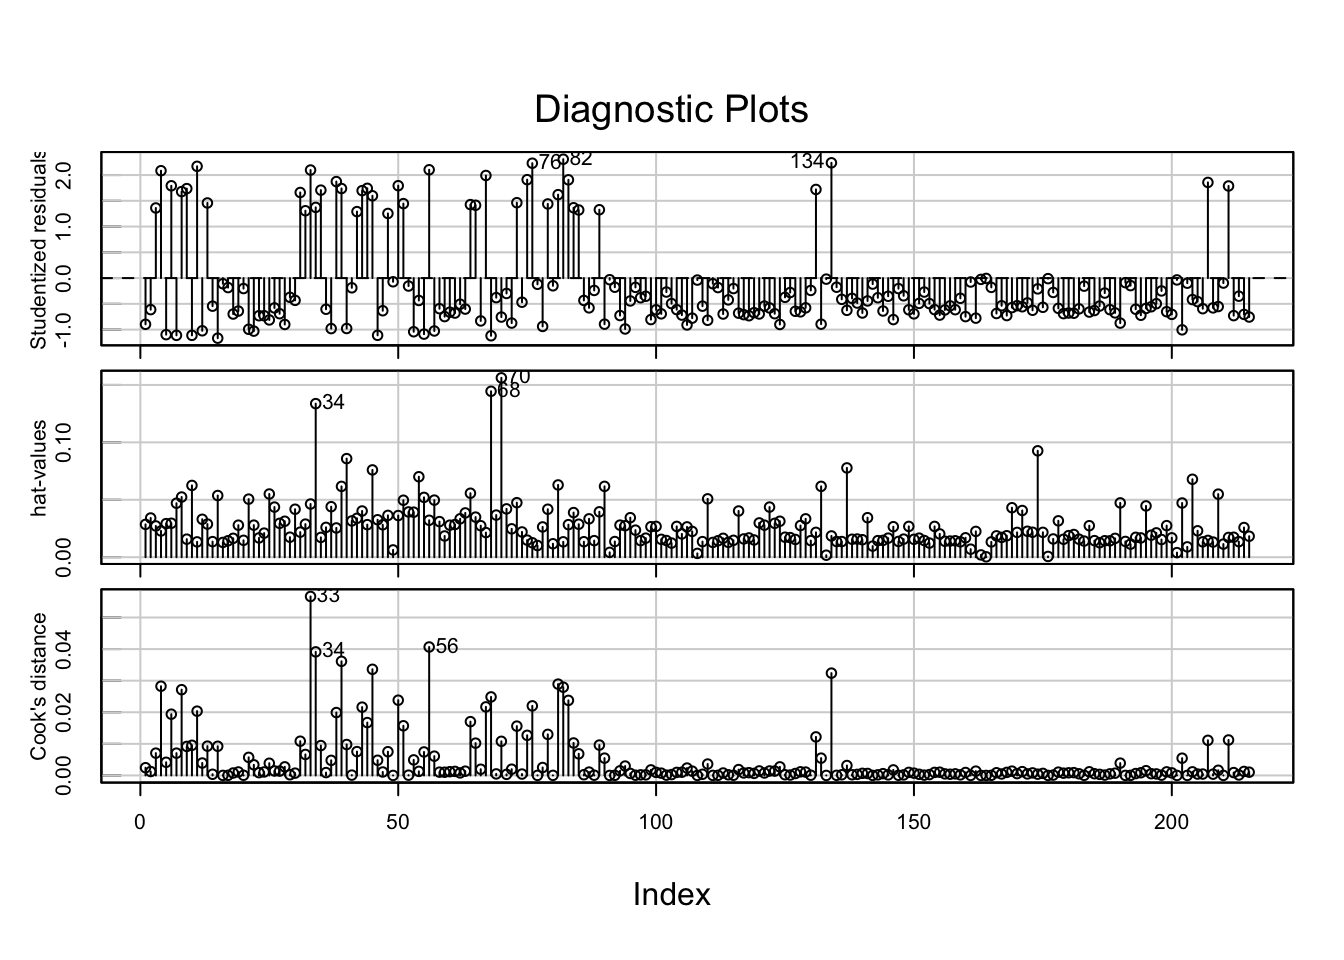 Diagnostic Plots
Studentized residuals
-1.0 0.0 1.0 2.0
76 82 134
hat-values
0.00 0.10
34 68 70
Cook's distance
0.00 0.02 0.04
33
34 56
0 50 100 150 200
Index